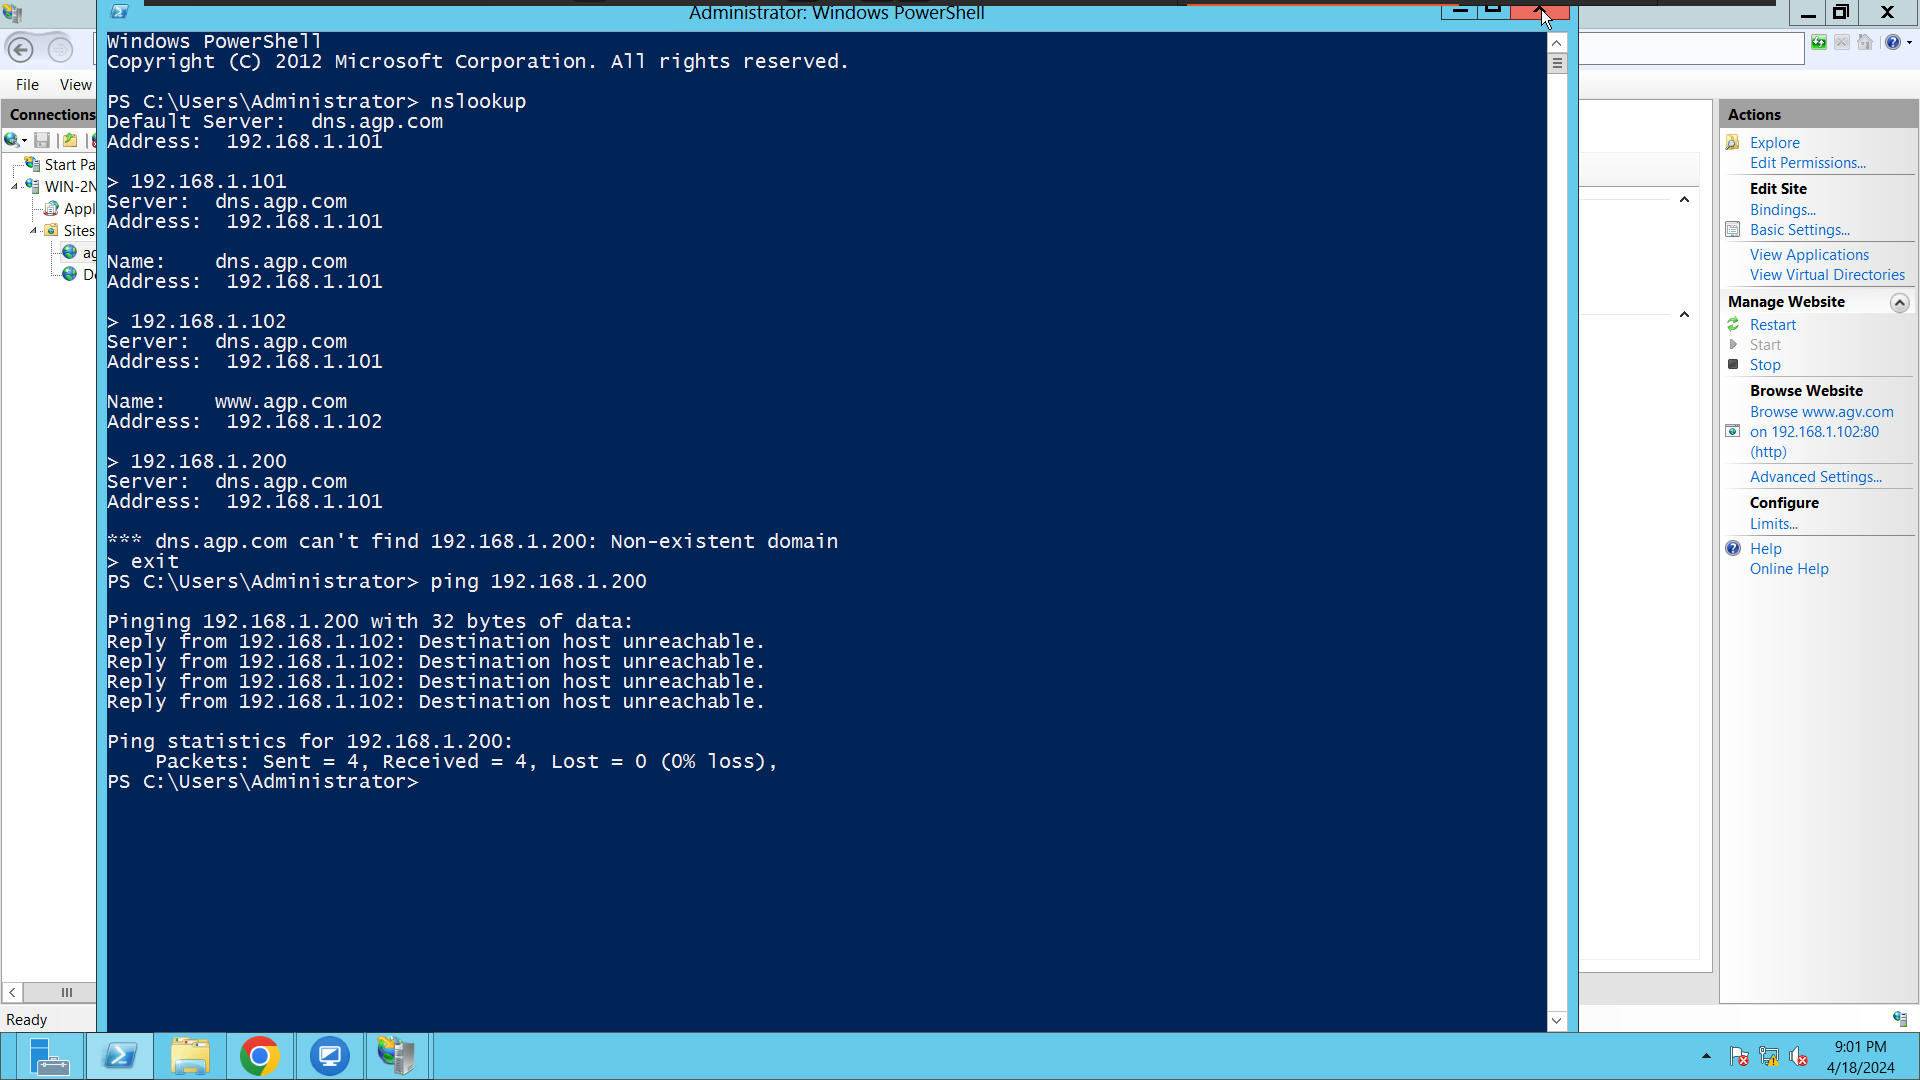 Administrator: Windows PowerShell
File View
Connections
Start Pa
WIN-2N
Appl
Sites
ag
De
Ready
Windows PowerShell
Copyright (C) 2012 Microsoft Corporation. All rights reserved.
PS C:\Users\Administrator> nslookup
Default Server:  dns.agp.com
Address:  192.168.1.101
> 192.168.1.101
Server:  dns.agp.com
Address:  192.168.1.101
Name:    dns.agp.com
Address:  192.168.1.101
> 192.168.1.102
Server:  dns.agp.com
Address:  192.168.1.101
Name:    www.agp.com
Address:  192.168.1.102
> 192.168.1.200
Server:  dns.agp.com
Address:  192.168.1.101
*** dns.agp.com can't find 192.168.1.200: Non-existent domain
> exit
PS C:\Users\Administrator> ping 192.168.1.200
Pinging 192.168.1.200 with 32 bytes of data:
Reply from 192.168.1.102: Destination host unreachable.
Reply from 192.168.1.102: Destination host unreachable.
Reply from 192.168.1.102: Destination host unreachable.
Reply from 192.168.1.102: Destination host unreachable.
Ping statistics for 192.168.1.200:
    Packets: Sent = 4, Received = 4, Lost = 0 (0% loss),
PS C:\Users\Administrator>
Actions
Explore
Edit Permissions...
Edit Site
Bindings...
Basic Settings...
View Applications
View Virtual Directories
Manage Website
Restart
Start
Stop
Browse Website
Browse www.agv.com
on 192.168.1.102:80
(http)
Advanced Settings...
Configure
Limits...
Help
Online Help
9:01 PM
4/18/2024